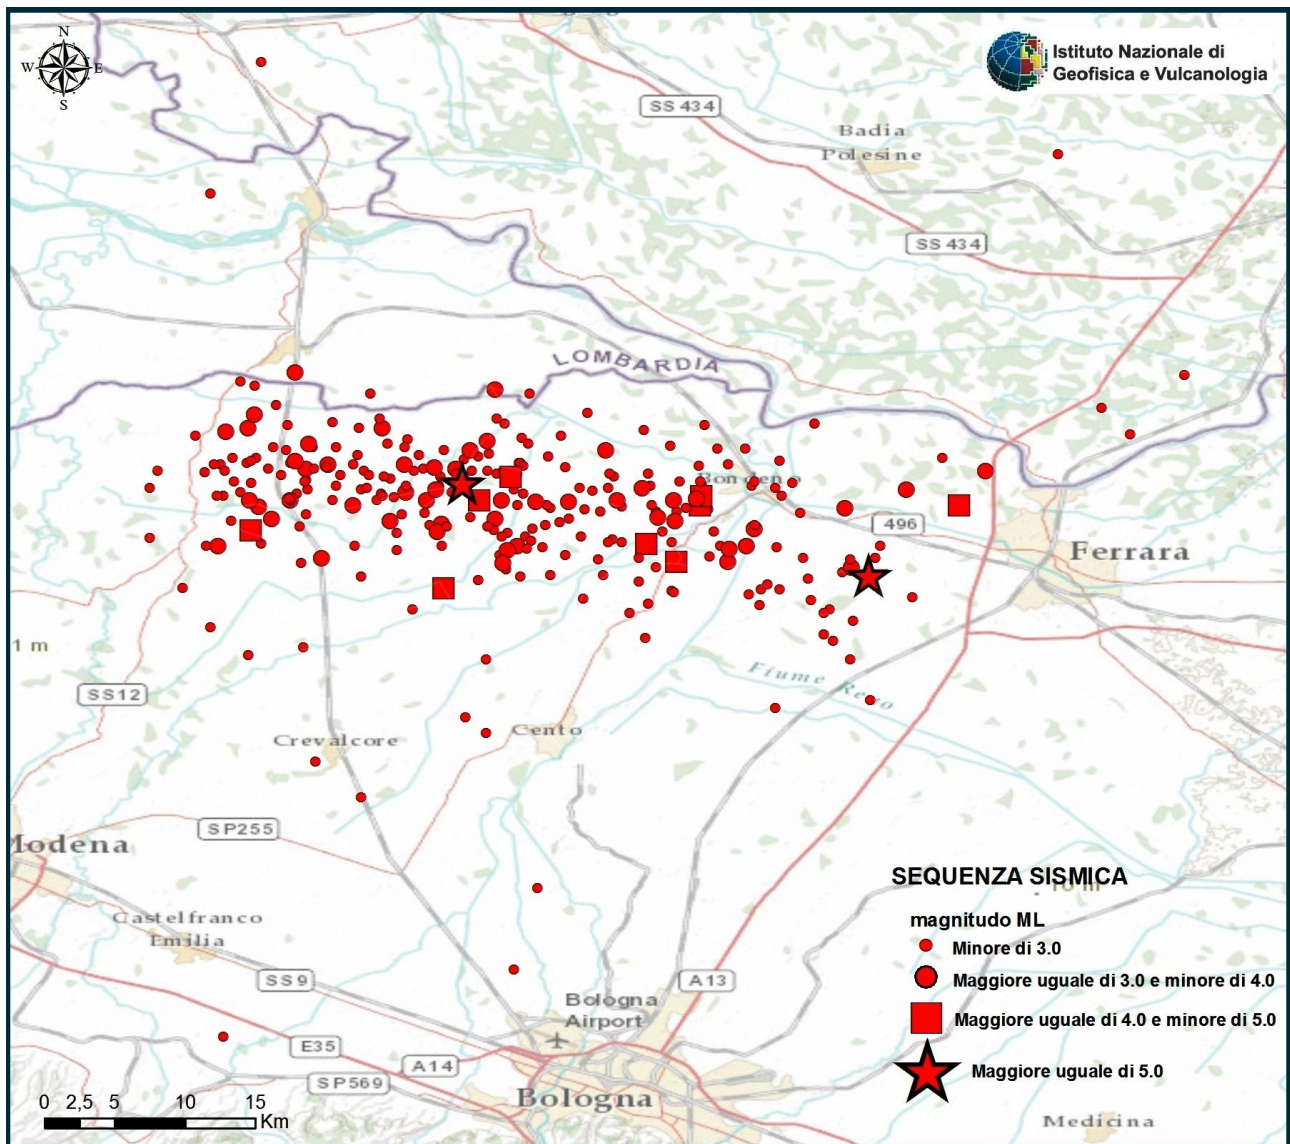 N
W
E
S
Istituto Nazionale di
Geofisica e Vulcanologia
SS 434
Badia
Polesine
SS 434
LOMBARDIA
Bondeno
496
Ferrara
1 m
SS12
Fiume Reno
Crevalcore
Cento
SP255
Modena
Castelfranco
Emilia
SS9
A13
Bologna
Airport
E35
A14
SP569
Bologna
Medicina
SEQUENZA SISMICA
magnitudo ML
Minore di 3.0
Maggiore uguale di 3.0 e minore di 4.0
Maggiore uguale di 4.0 e minore di 5.0
Maggiore uguale di 5.0
0 2,5 5 10 15
Km